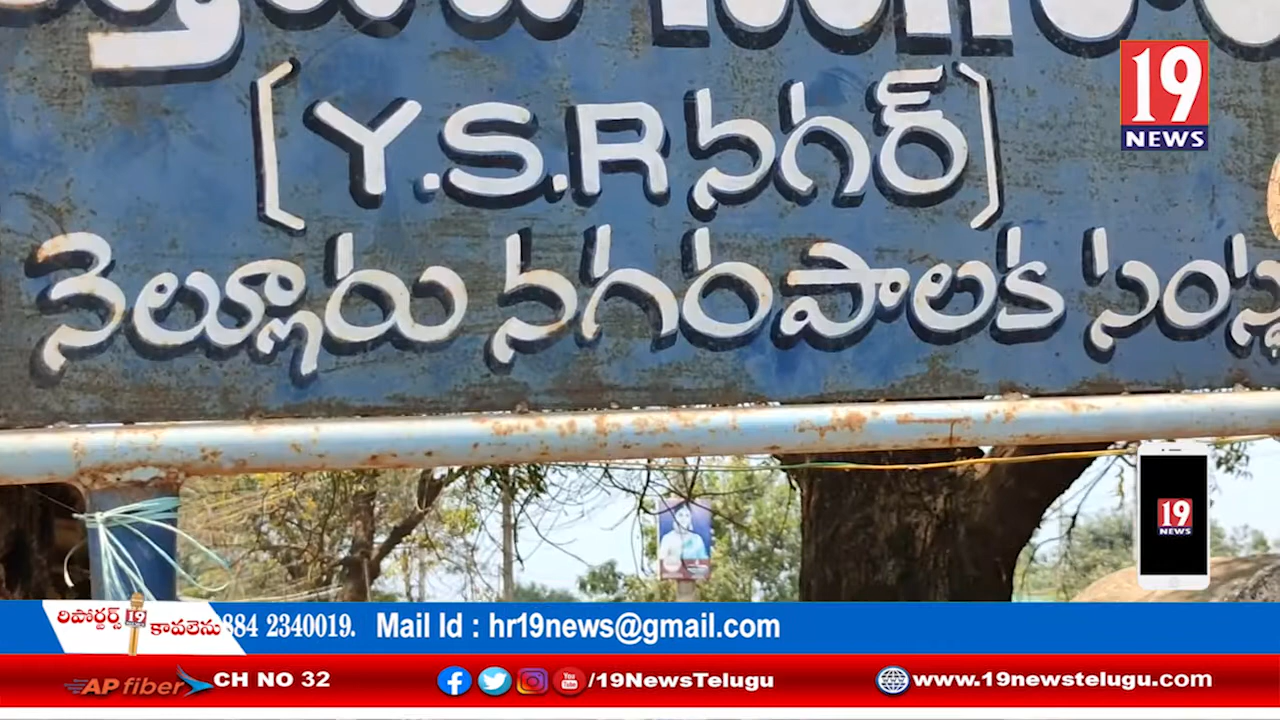 (Y.S.R నగర్)
నెల్లూరు నగరపాలక సంస్థ
19
NEWS
19
NEWS
రిపోర్టర్స్ 19 కావలెను
884 2340019. Mail Id : hr19news@gmail.com
AP fiber CH NO 32
/19NewsTelugu
www.19newstelugu.com